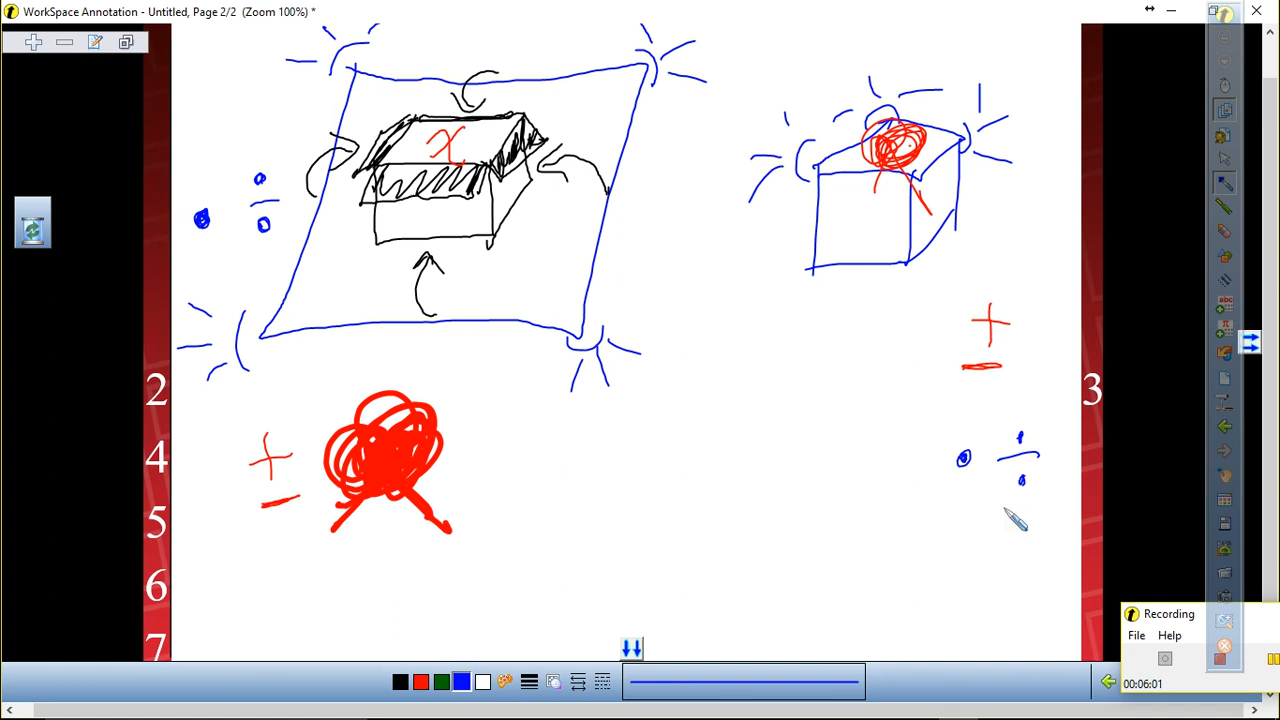 WorkSpace Annotation - Untitled, Page 2/2 (Zoom 100%) *
x
+
−
• ÷
+
−
• ÷
2
4
5
6
7
3
abc
π
Recording
File Help
00:06:01